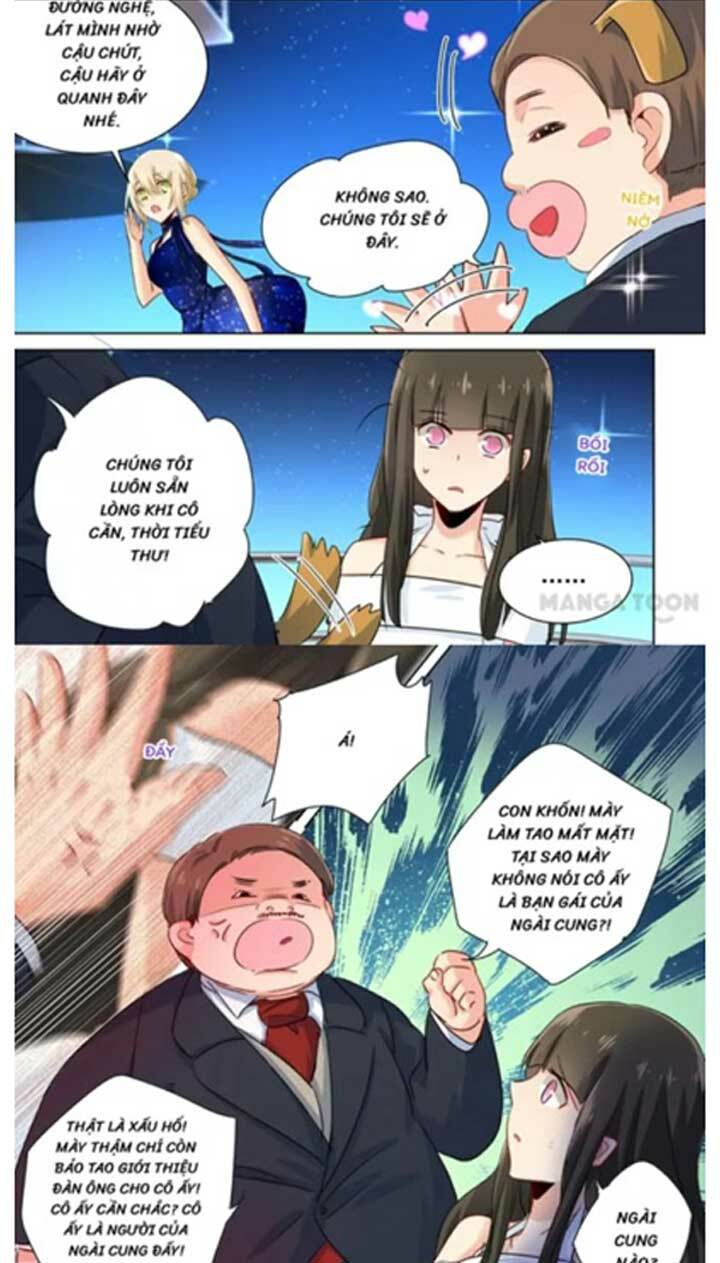 ĐƯỜNG NGHỆ,
LÁT MÌNH NHỜ
CẬU CHÚT,
CẬU HÃY Ở
QUANH ĐÂY
NHÉ.
KHÔNG SAO.
CHÚNG TÔI SẼ Ở
ĐÂY.
NIỀM
NỞ
CHÚNG TÔI
LUÔN SẴN
LÒNG KHI CÔ
CẦN, THỜI TIỂU
THƯ!
BỐI
RỐI
......
MANGATOON
ĐẨY
Á!
CON KHỐN! MÀY
LÀM TAO MẤT MẶT!
TẠI SAO MÀY
KHÔNG NÓI CÔ ẤY
LÀ BẠN GÁI CỦA
NGÀI CUNG?!
THẬT LÀ XẤU HỔ!
MÀY THẬM CHÍ CÒN
BẢO TAO GIỚI THIỆU
ĐÀN ÔNG CHO CÔ ẤY!
CÔ ẤY CẦN CHẮC? CÔ
ẤY LÀ NGƯỜI CỦA
NGÀI CUNG ĐẤY!
NGÀI
CUNG
NÀO?